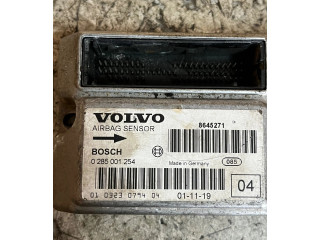 VOLVO
AIRBAG SENSOR
8645271
BOSCH
0 285 001 254
Made in Germany
085
01 0323 0794 04
01-11-19
04